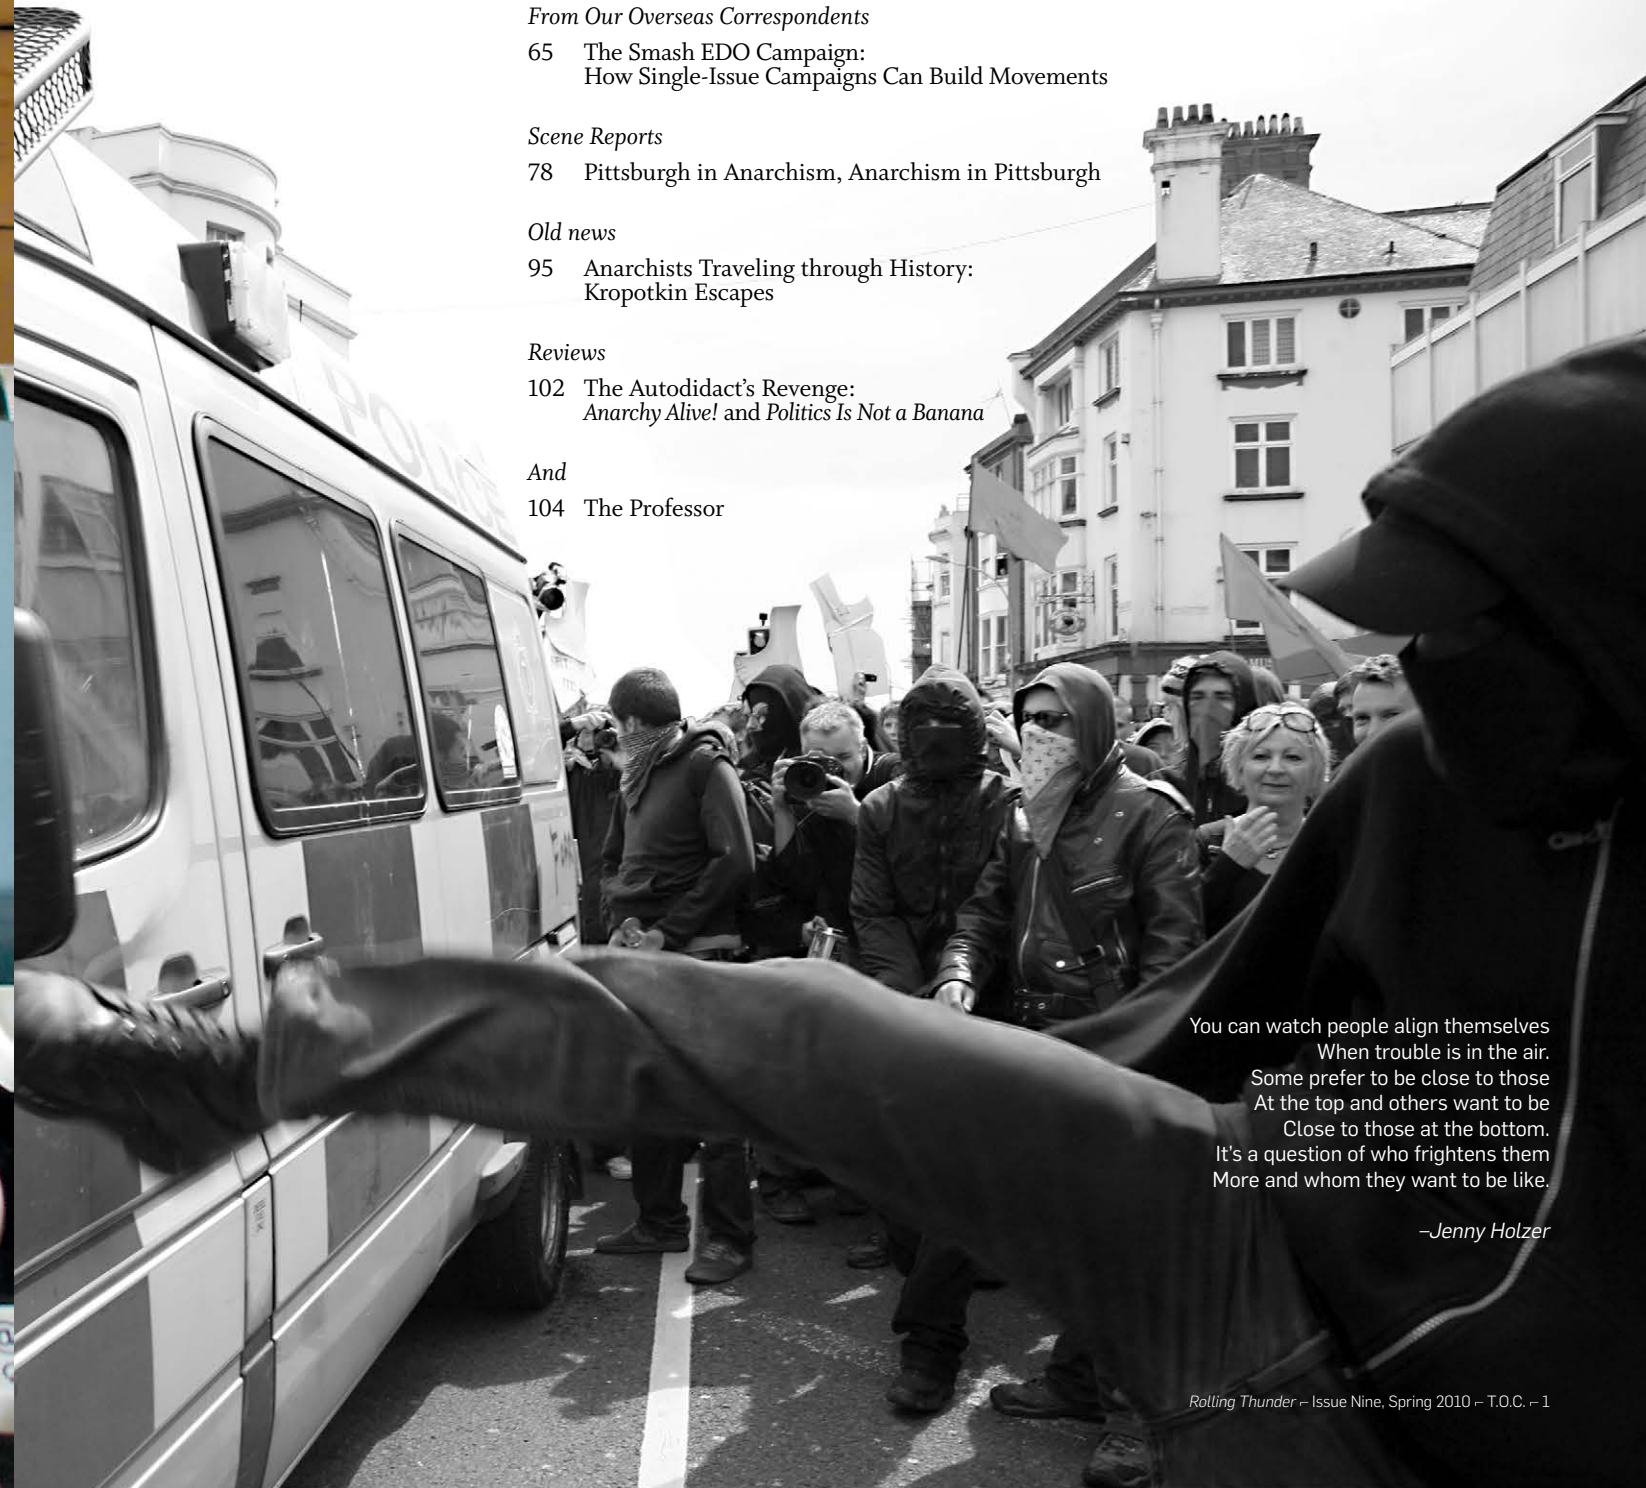 From Our Overseas Correspondents
65 The Smash EDO Campaign:
How Single-Issue Campaigns Can Build Movements
Scene Reports
78 Pittsburgh in Anarchism, Anarchism in Pittsburgh
Old news
95 Anarchists Traveling through History:
Kropotkin Escapes
Reviews
102 The Autodidact’s Revenge:
Anarchy Alive! and Politics Is Not a Banana
And
104 The Professor
POLICE
You can watch people align themselves
When trouble is in the air.
Some prefer to be close to those
At the top and others want to be
Close to those at the bottom.
It’s a question of who frightens them
More and whom they want to be like.
–Jenny Holzer
Rolling Thunder – Issue Nine, Spring 2010 – T.O.C. – 1